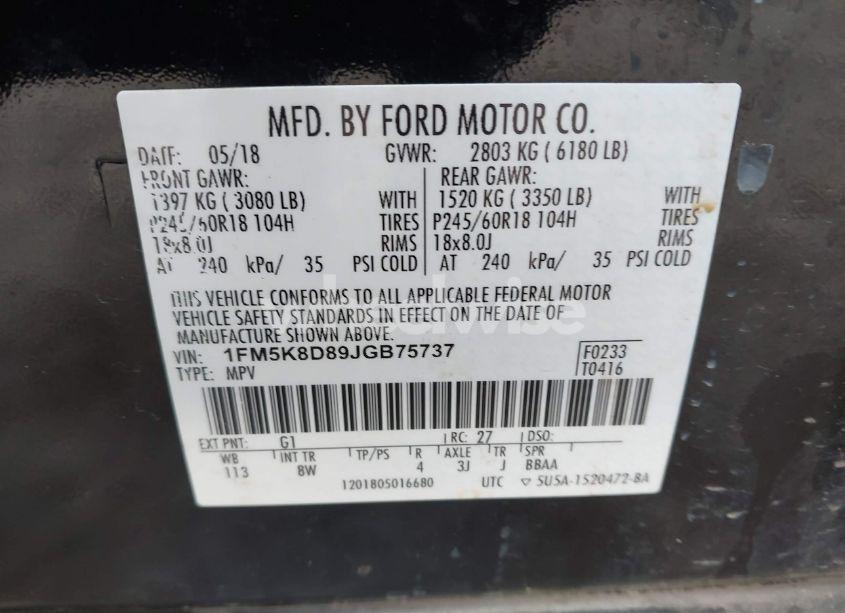 MFD. BY FORD MOTOR CO.
DATE: 05/18 GVWR: 2803 KG ( 6180 LB)
FRONT GAWR: REAR GAWR:
1397 KG ( 3080 LB) WITH 1520 KG ( 3350 LB) WITH
P245/60R18 104H TIRES P245/60R18 104H TIRES
18x8.0J RIMS 18x8.0J RIMS
AT 240 kPa/ 35 PSI COLD AT 240 kPa/ 35 PSI COLD
THIS VEHICLE CONFORMS TO ALL APPLICABLE FEDERAL MOTOR
VEHICLE SAFETY STANDARDS IN EFFECT ON THE DATE OF
MANUFACTURE SHOWN ABOVE.
VIN: 1FM5K8D89JGB75737 F0233
TYPE: MPV T0416
EXT PNT: G1 RC: 27 DSO:
WB INT TR TP/PS R AXLE TR SPR
113 8W 4 3J J BBAA
1201805016680 UTC ▽ 5U5A-1520472-BA